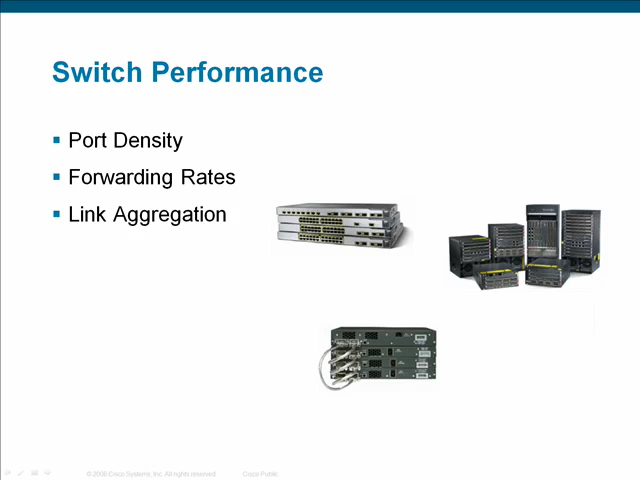 Switch Performance
Port Density
Forwarding Rates
Link Aggregation
© 2006 Cisco Systems, Inc. All rights reserved. Cisco Public